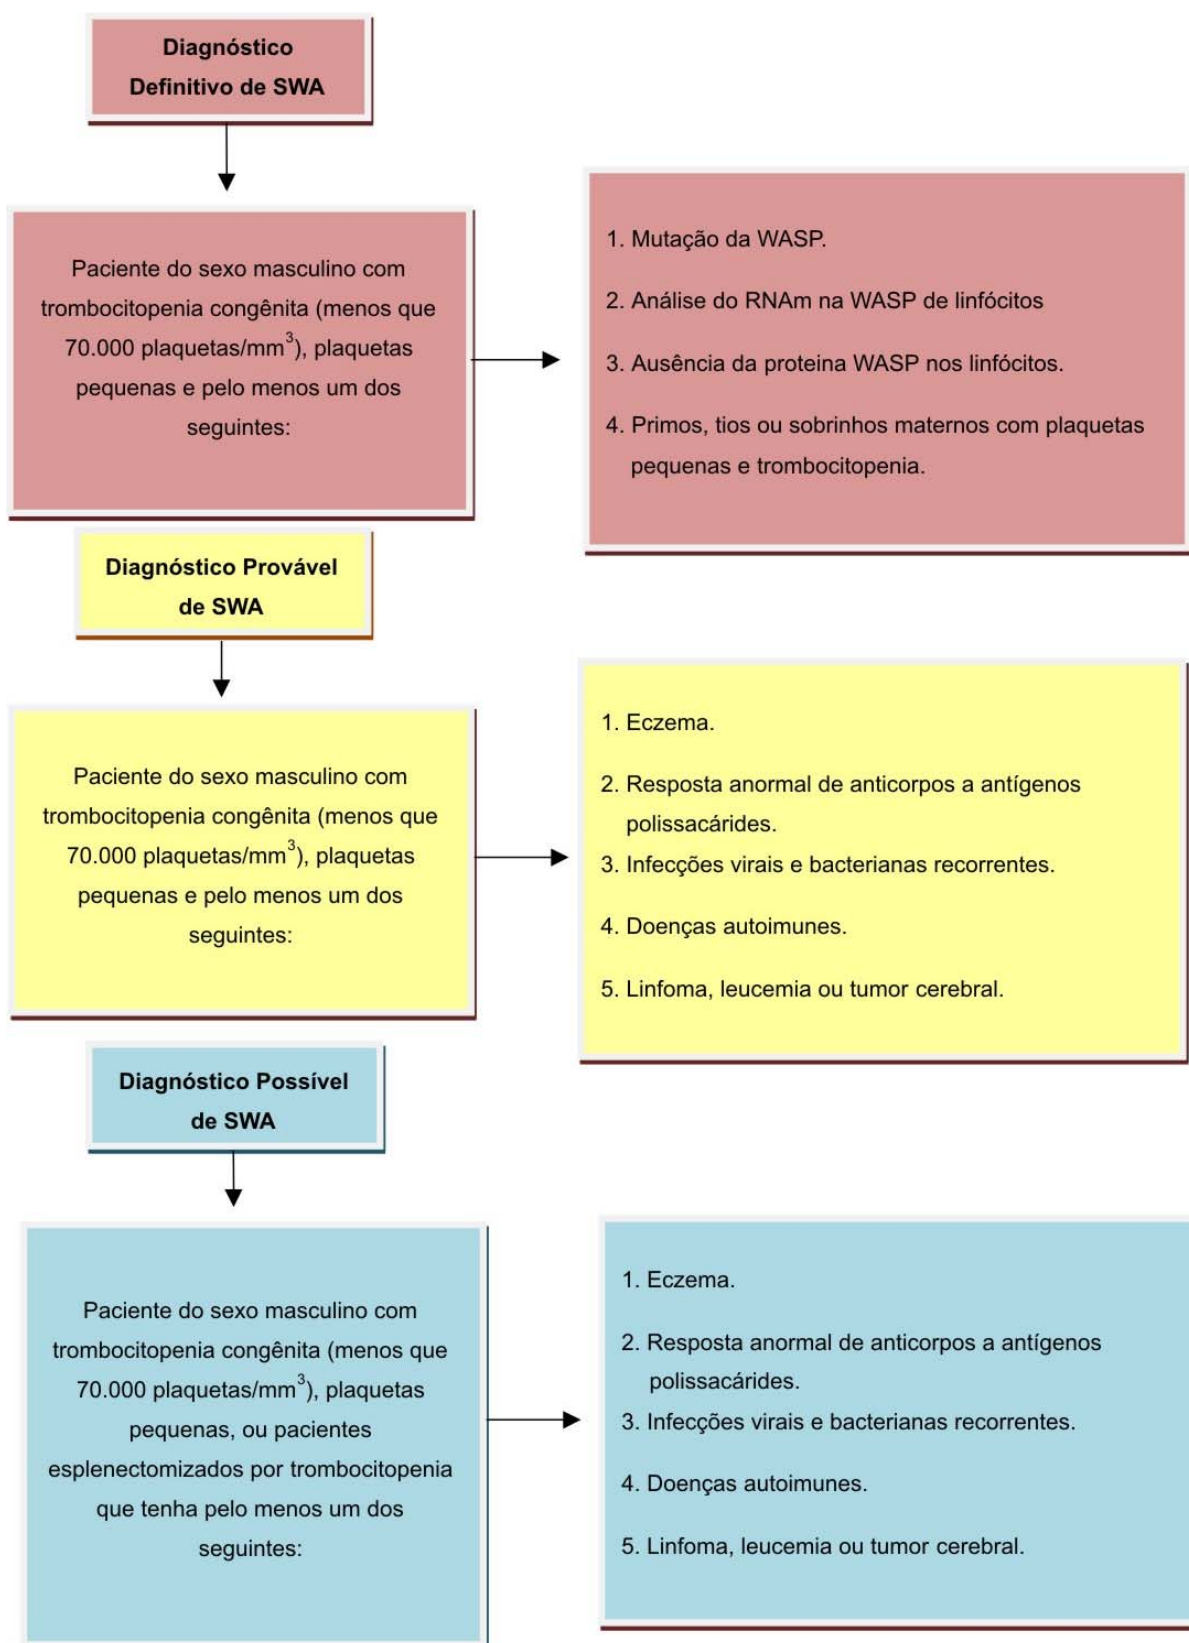 Diagnóstico
Definitivo de SWA
Paciente do sexo masculino com
trombocitopenia congênita (menos que
70.000 plaquetas/mm³), plaquetas
pequenas e pelo menos um dos
seguintes:
1. Mutação da WASP.
2. Análise do RNAm na WASP de linfócitos
3. Ausência da proteina WASP nos linfócitos.
4. Primos, tios ou sobrinhos maternos com plaquetas
pequenas e trombocitopenia.
Diagnóstico Provável
de SWA
Paciente do sexo masculino com
trombocitopenia congênita (menos que
70.000 plaquetas/mm³), plaquetas
pequenas e pelo menos um dos
seguintes:
1. Eczema.
2. Resposta anormal de anticorpos a antígenos
polissacárides.
3. Infecções virais e bacterianas recorrentes.
4. Doenças autoimunes.
5. Linfoma, leucemia ou tumor cerebral.
Diagnóstico Possível
de SWA
Paciente do sexo masculino com
trombocitopenia congênita (menos que
70.000 plaquetas/mm³), plaquetas
pequenas, ou pacientes
esplenectomizados por trombocitopenia
que tenha pelo menos um dos
seguintes:
1. Eczema.
2. Resposta anormal de anticorpos a antígenos
polissacárides.
3. Infecções virais e bacterianas recorrentes.
4. Doenças autoimunes.
5. Linfoma, leucemia ou tumor cerebral.